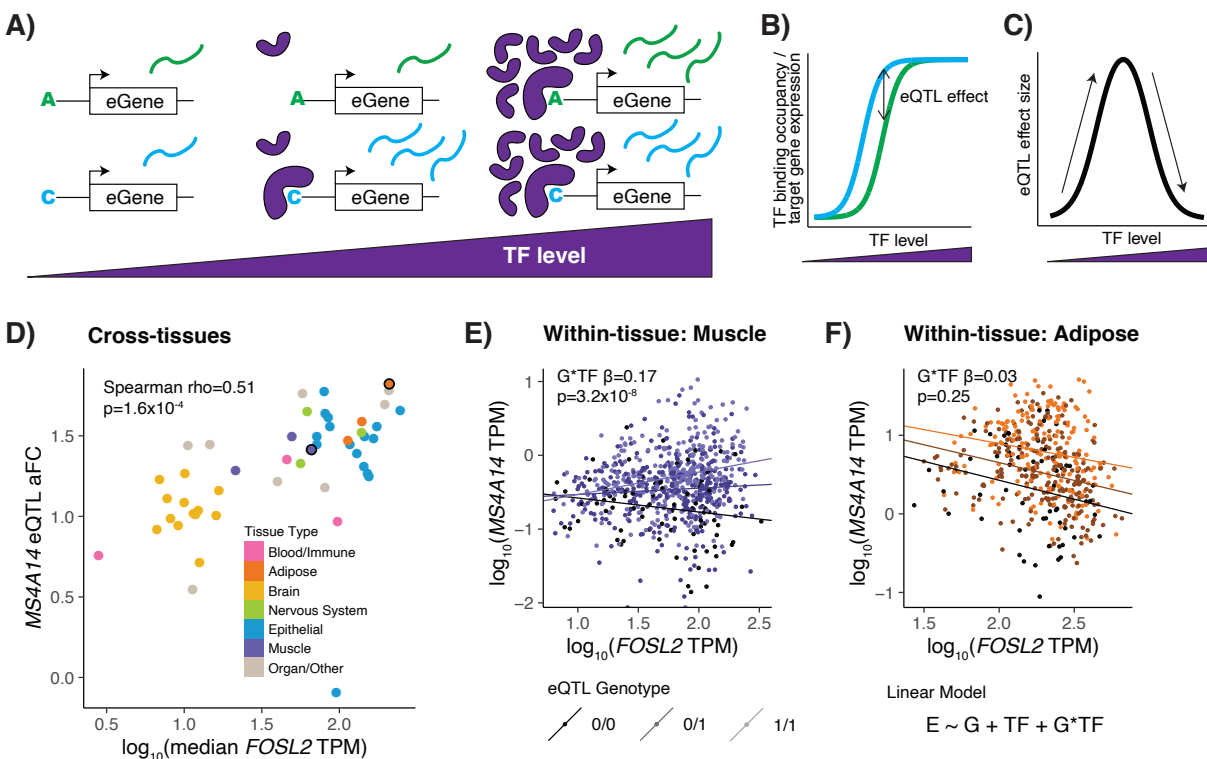 A)
A
eGene
A
eGene
A
eGene
C
eGene
C
eGene
C
eGene
TF level
B)
TF binding occupancy /
target gene expression
eQTL effect
TF level
C)
eQTL effect size
TF level
D)
Cross-tissues
Spearman rho=0.51
p=1.6x10⁻⁴
MS4A14 eQTL aFC
1.5
1.0
0.5
0.0
Tissue Type
Blood/Immune
Adipose
Brain
Nervous System
Epithelial
Muscle
Organ/Other
0.5
1.0
1.5
2.0
log₁₀(median FOSL2 TPM)
E)
Within-tissue: Muscle
G*TF β=0.17
p=3.2x10⁻⁸
log₁₀(MS4A14 TPM)
1
0
−1
−2
1.0
1.5
2.0
2.5
log₁₀(FOSL2 TPM)
eQTL Genotype
0/0
0/1
1/1
F)
Within-tissue: Adipose
G*TF β=0.03
p=0.25
log₁₀(MS4A14 TPM)
1
0
−1
1.5
2.0
2.5
log₁₀(FOSL2 TPM)
Linear Model
E ~ G + TF + G*TF